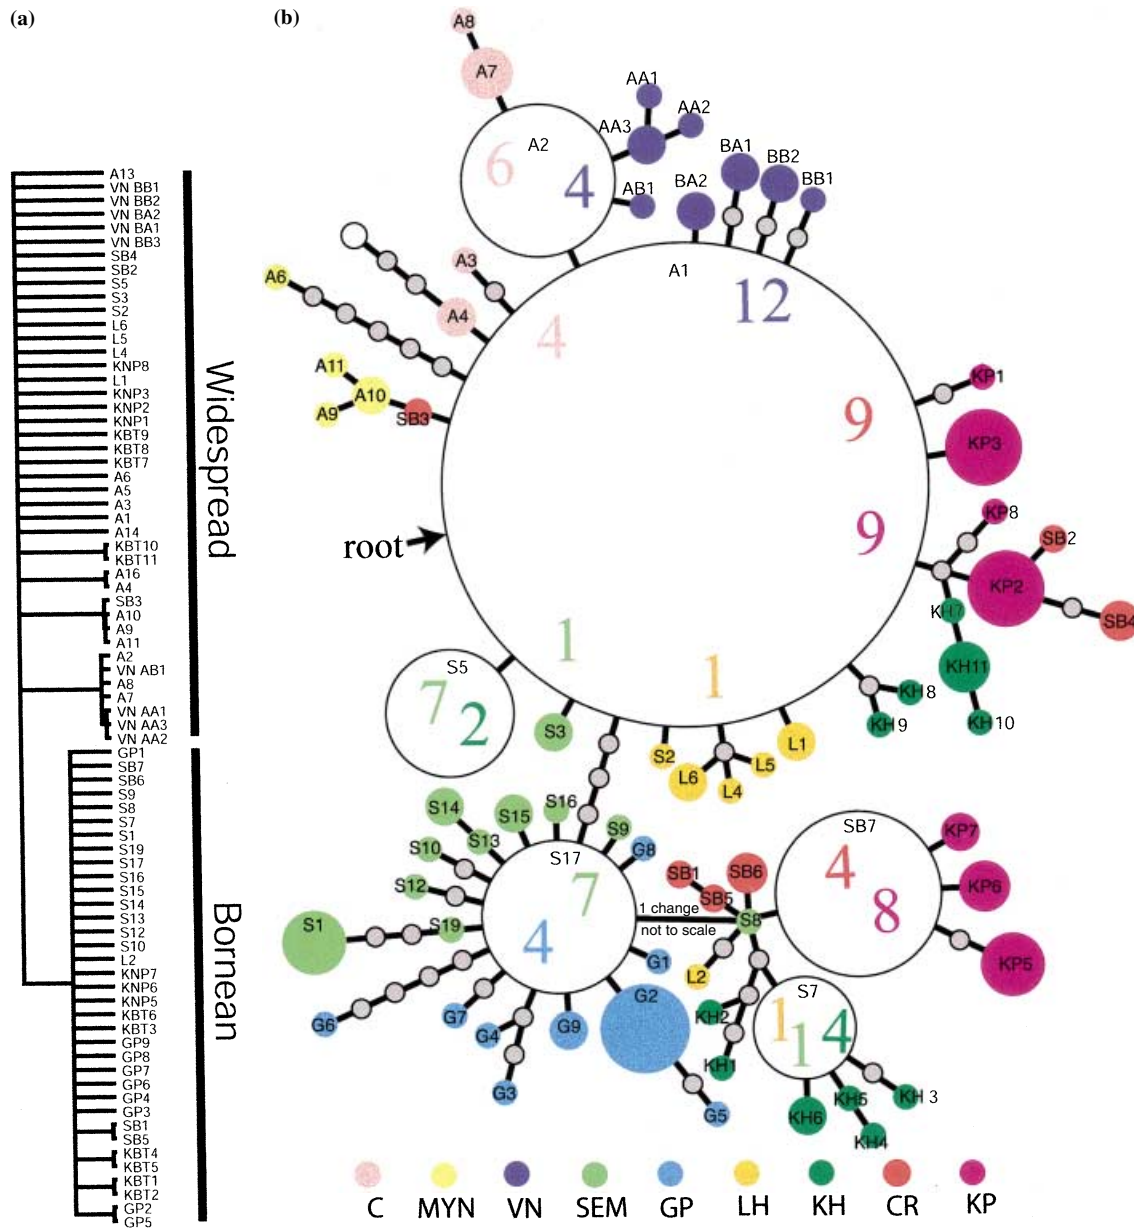 (a)
A13
VN BB1
VN BB2
VN BA2
VN BA1
VN BB3
SB4
SB2
S5
S3
S2
L6
L5
L4
KNP8
L1
KNP3
KNP2
KNP1
KBT9
KBT8
KBT7
A6
A5
A3
A1
A14
KBT10
KBT11
A16
A4
SB3
A10
A9
A11
A2
VN AB1
A8
A7
VN AA1
VN AA3
VN AA2
GP1
SB7
SB6
S9
S8
S7
S1
S19
S17
S16
S15
S14
S13
S12
S10
L2
KNP7
KNP6
KNP5
KBT6
KBT3
GP9
GP8
GP7
GP6
GP4
GP3
SB1
SB5
KBT4
KBT5
KBT1
KBT2
GP2
GP5
Widespread
Bornean
(b)
A8
A7
A2
6
4
AA1
AA2
AA3
AB1
BA2
BA1
BB2
BB1
A1
12
4
A3
A4
A6
A11
A10
A9
SB3
9
KP1
KP3
9
KP8
SB2
KP2
SB4
KH7
KH11
KH10
KH8
KH9
root
1
1
S5
7
2
S3
S2
L6
L4
L5
L1
S14
S15
S16
S9
S13
G8
S10
S12
S17
7
4
S1
S19
G6
G7
G4
G3
G9
G1
G2
G5
1 change
not to scale
SB1
SB5
SB6
S8
L2
SB7
4
8
KP7
KP6
KP5
S7
1
1
4
KH2
KH1
KH6
KH5
KH4
KH 3
C
MYN
VN
SEM
GP
LH
KH
CR
KP